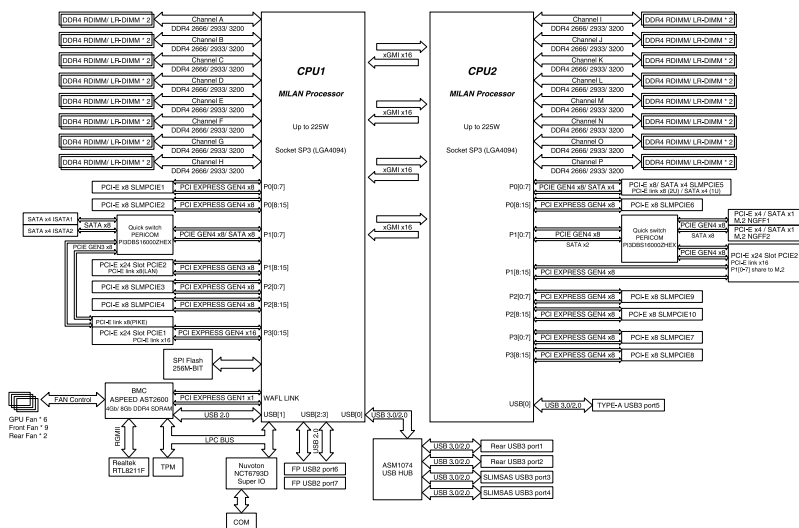 DDR4 RDIMM/ LR-DIMM * 2
Channel A
DDR4 2666/ 2933/ 3200
DDR4 RDIMM/ LR-DIMM * 2
Channel B
DDR4 2666/ 2933/ 3200
DDR4 RDIMM/ LR-DIMM * 2
Channel C
DDR4 2666/ 2933/ 3200
DDR4 RDIMM/ LR-DIMM * 2
Channel D
DDR4 2666/ 2933/ 3200
DDR4 RDIMM/ LR-DIMM * 2
Channel E
DDR4 2666/ 2933/ 3200
DDR4 RDIMM/ LR-DIMM * 2
Channel F
DDR4 2666/ 2933/ 3200
DDR4 RDIMM/ LR-DIMM * 2
Channel G
DDR4 2666/ 2933/ 3200
DDR4 RDIMM/ LR-DIMM * 2
Channel H
DDR4 2666/ 2933/ 3200
CPU1
MILAN Processor
Up to 225W
Socket SP3 (LGA4094)
xGMI x16
xGMI x16
xGMI x16
xGMI x16
CPU2
MILAN Processor
Up to 225W
Socket SP3 (LGA4094)
Channel I
DDR4 2666/ 2933/ 3200
DDR4 RDIMM/ LR-DIMM * 2
Channel J
DDR4 2666/ 2933/ 3200
DDR4 RDIMM/ LR-DIMM * 2
Channel K
DDR4 2666/ 2933/ 3200
DDR4 RDIMM/ LR-DIMM * 2
Channel L
DDR4 2666/ 2933/ 3200
DDR4 RDIMM/ LR-DIMM * 2
Channel M
DDR4 2666/ 2933/ 3200
DDR4 RDIMM/ LR-DIMM * 2
Channel N
DDR4 2666/ 2933/ 3200
DDR4 RDIMM/ LR-DIMM * 2
Channel O
DDR4 2666/ 2933/ 3200
DDR4 RDIMM/ LR-DIMM * 2
Channel P
DDR4 2666/ 2933/ 3200
DDR4 RDIMM/ LR-DIMM * 2
PCI-E x8 SLMPCIE1
PCI EXPRESS GEN4 x8
P0[0:7]
PCI-E x8 SLMPCIE2
PCI EXPRESS GEN4 x8
P0[8:15]
SATA x4 ISATA1
SATA x4 ISATA2
SATA x8
Quick switch
PERICOM
PI3DBS16000ZHEX
PCIE GEN4 x8/ SATA x8
P1[0:7]
PCIE GEN3 x8
PCI-E x24 Slot PCIE2
PCI-E link x8(LAN)
PCI EXPRESS GEN3 x8
P1[8:15]
PCI-E x8 SLMPCIE3
PCI EXPRESS GEN4 x8
P2[0:7]
PCI-E x8 SLMPCIE4
PCI EXPRESS GEN4 x8
P2[8:15]
PCI-E link x8(PIKE)
PCI-E x24 Slot PCIE1
PCI-E link x16
PCI EXPRESS GEN4 x16
P3[0:15]
SPI Flash
256M-BIT
GPU Fan * 6
Front Fan * 9
Rear Fan * 2
FAN Control
BMC
ASPEED AST2600
4Gb/ 8Gb DDR4 SDRAM
PCI EXPRESS GEN1 x1
WAFL LINK
USB 2.0
USB[1]
USB[2:3]
USB[0]
RGMII
LPC BUS
Realtek
RTL8211F
TPM
Nuvoton
NCT6793D
Super IO
COM
USB 2.0
FP USB2 port6
FP USB2 port7
USB 3.0/2.0
ASM1074
USB HUB
USB 3.0/2.0
Rear USB3 port1
USB 3.0/2.0
Rear USB3 port2
USB 3.0/2.0
SLIMSAS USB3 port3
USB 3.0/2.0
SLIMSAS USB3 port4
P0[0:7]
PCIE GEN4 x8/ SATA x4
PCI-E x8/ SATA x4 SLMPCIE5
PCI-E link x8 (2U) / SATA x4 (1U)
P0[8:15]
PCI EXPRESS GEN4 x8
PCI-E x8 SLMPCIE6
P1[0:7]
PCIE GEN4 x8
SATA x2
Quick switch
PERICOM
PI3DBS16000ZHEX
PCIE GEN4 x8
SATA x8
PCIE GEN4 x8
PCI-E x4 / SATA x1
M.2 NGFF1
PCI-E x4 / SATA x1
M.2 NGFF2
PCI-E x24 Slot PCIE2
PCI-E link x16
P1[0-7] share to M.2
P1[8:15]
PCI EXPRESS GEN4 x8
P2[0:7]
PCI EXPRESS GEN4 x8
PCI-E x8 SLMPCIE9
P2[8:15]
PCI EXPRESS GEN4 x8
PCI-E x8 SLMPCIE10
P3[0:7]
PCI EXPRESS GEN4 x8
PCI-E x8 SLMPCIE7
P3[8:15]
PCI EXPRESS GEN4 x8
PCI-E x8 SLMPCIE8
USB[0]
USB 3.0/2.0
TYPE-A USB3 port5